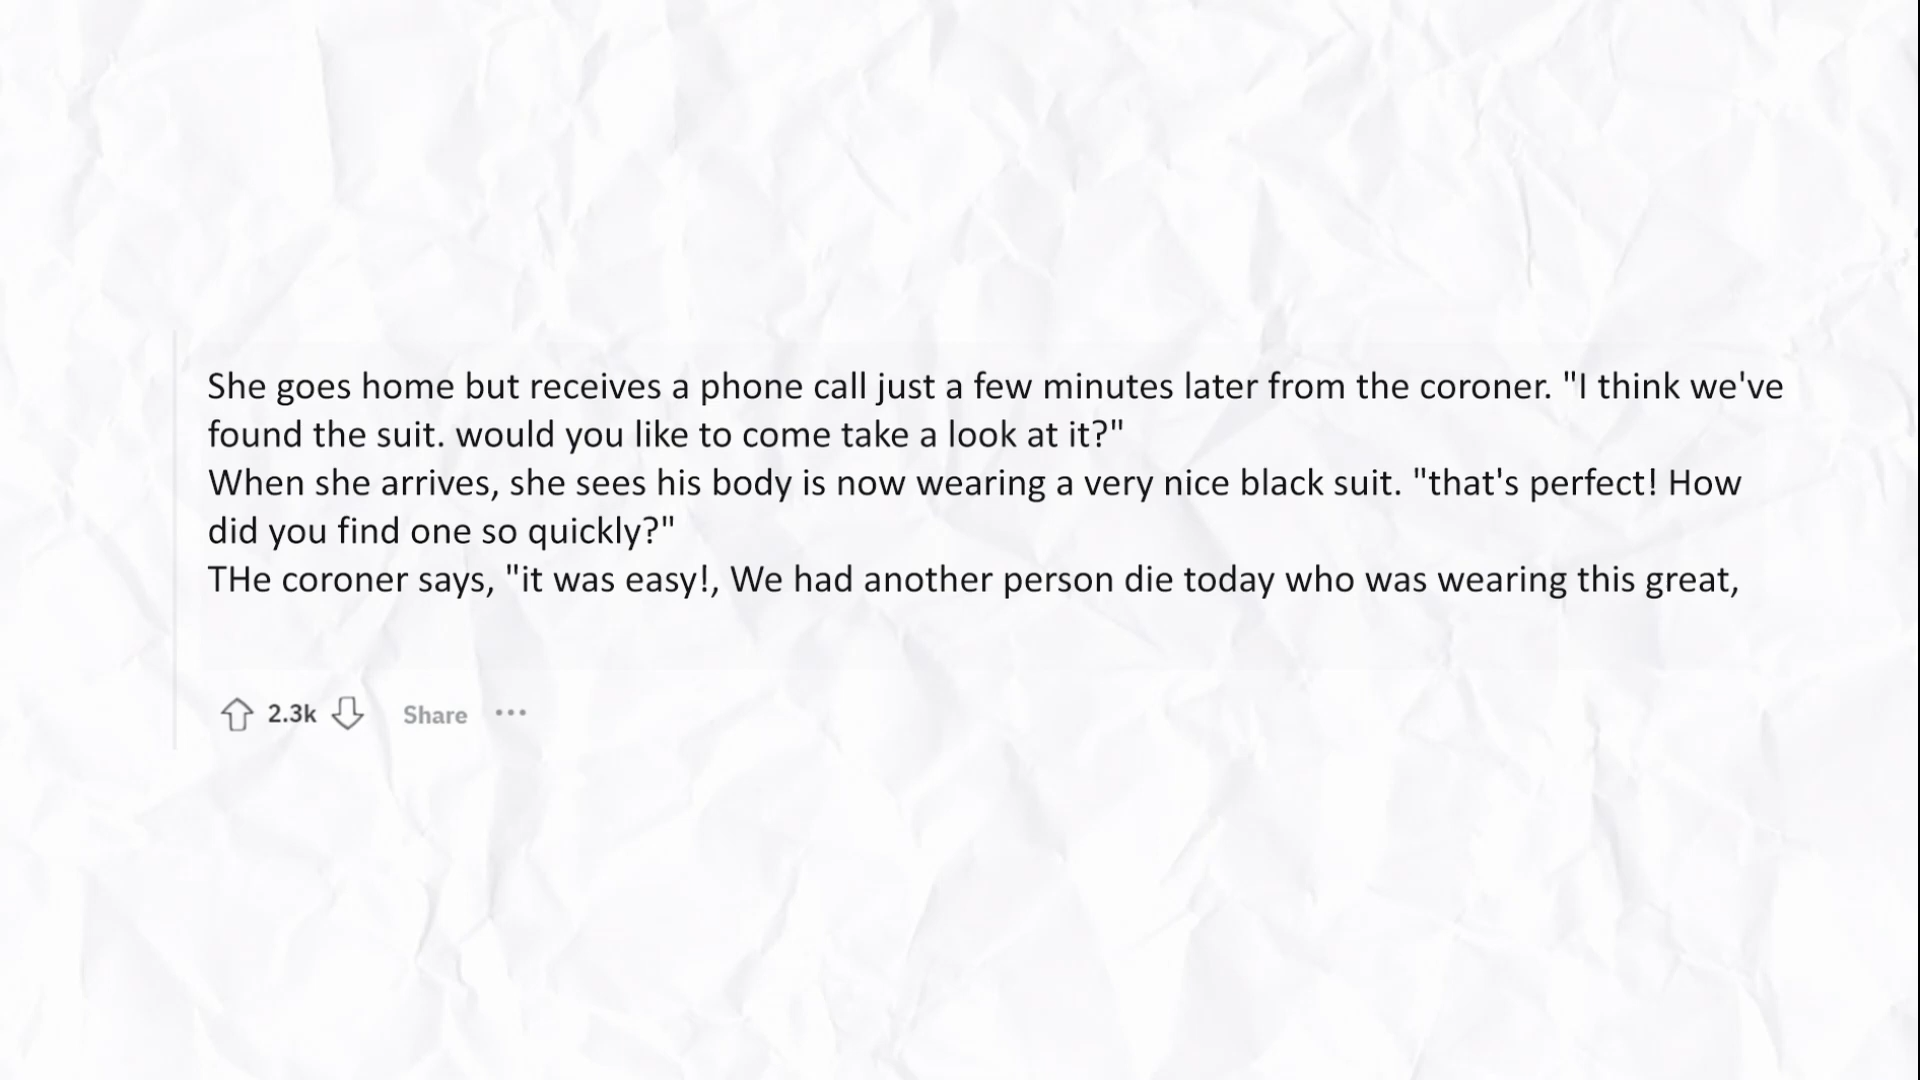 She goes home but receives a phone call just a few minutes later from the coroner. "I think we've
found the suit. would you like to come take a look at it?"
When she arrives, she sees his body is now wearing a very nice black suit. "that's perfect! How
did you find one so quickly?"
THe coroner says, "it was easy!, We had another person die today who was wearing this great,
2.3k Share